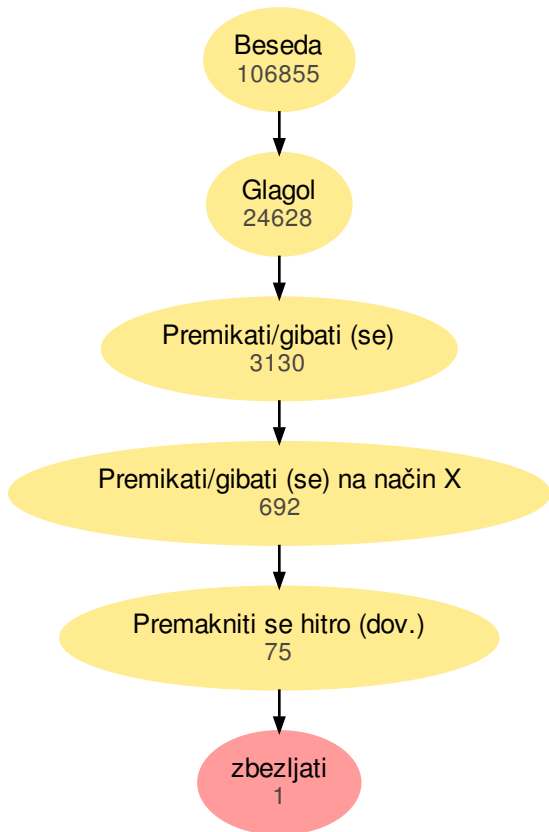 Beseda
106855
Glagol
24628
Premikati/gibati (se)
3130
Premikati/gibati (se) na način X
692
Premakniti se hitro (dov.)
75
zbezljati
1